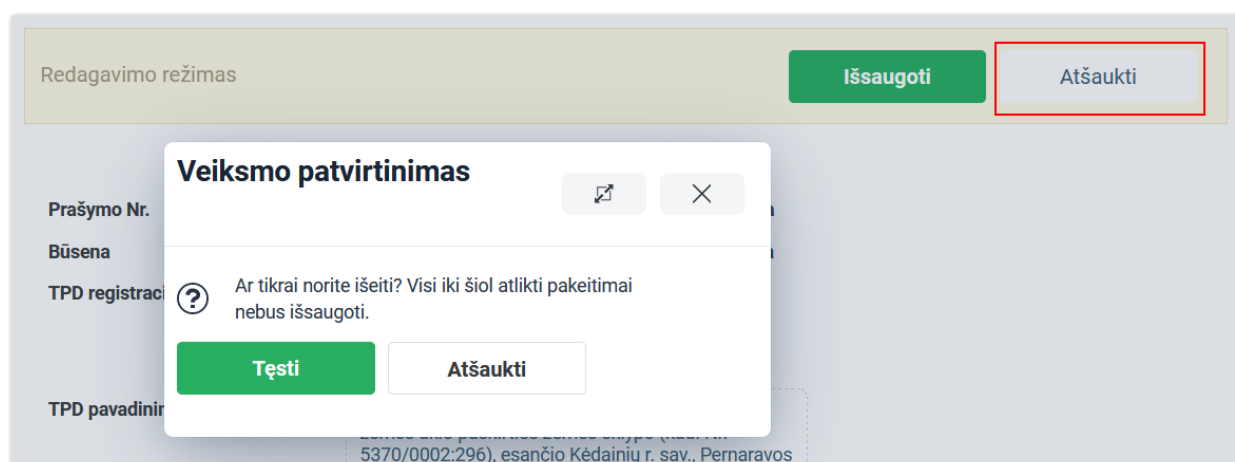 Redagavimo režimas
Išsaugoti
Atšaukti
Veiksmo patvirtinimas
Prašymo Nr.
Būsena
TPD registraci
Ar tikrai norite išeiti? Visi iki šiol atlikti pakeitimai
nebus išsaugoti.
Tęsti
Atšaukti
TPD pavadinin
5370/0002:296), esančio Kėdainių r. sav., Pernaravos